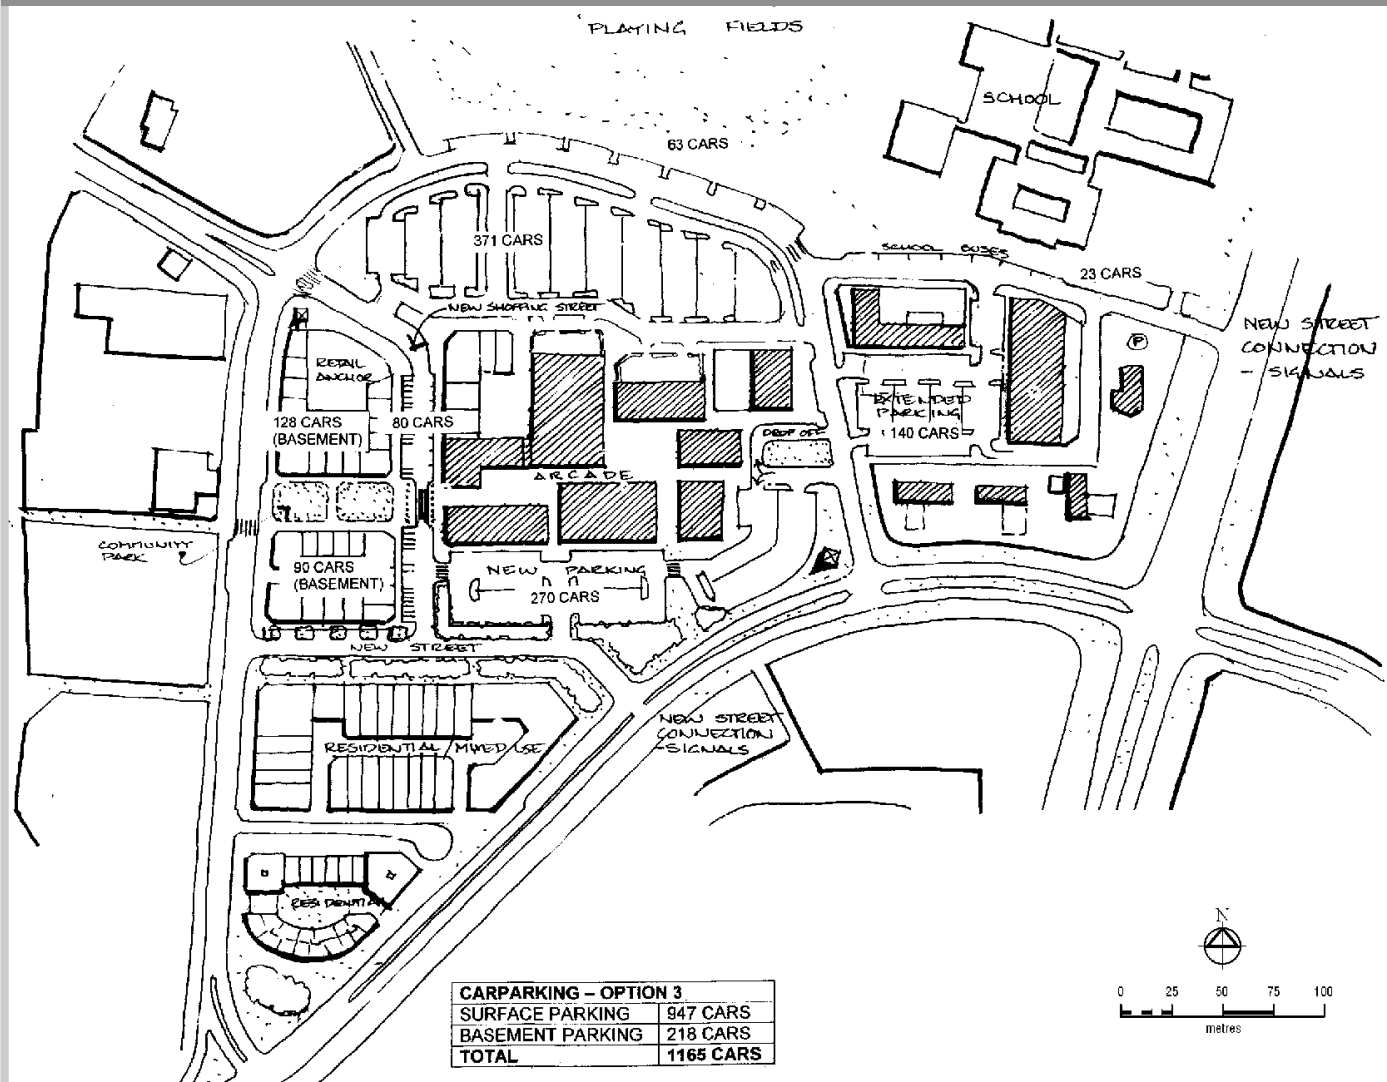 PLAYING FIELDS
SCHOOL
63 CARS
371 CARS
SCHOOL BUSES
23 CARS
NEW SHOPPING STREET
NEW STREET
CONNECTION
- SIGNALS
P
RETAIL
ANCHOR
128 CARS
(BASEMENT)
80 CARS
EXTENDED
PARKING
140 CARS
DROP OFF
ARCADE
COMMUNITY
PARK
90 CARS
(BASEMENT)
NEW PARKING
270 CARS
NEW STREET
NEW STREET
CONNECTION
-SIGNALS
RESIDENTIAL / MIXED USE
RESIDENTIAL
N
0 25 50 75 100
metres
CARPARKING – OPTION 3
SURFACE PARKING 947 CARS
BASEMENT PARKING 218 CARS
TOTAL 1165 CARS